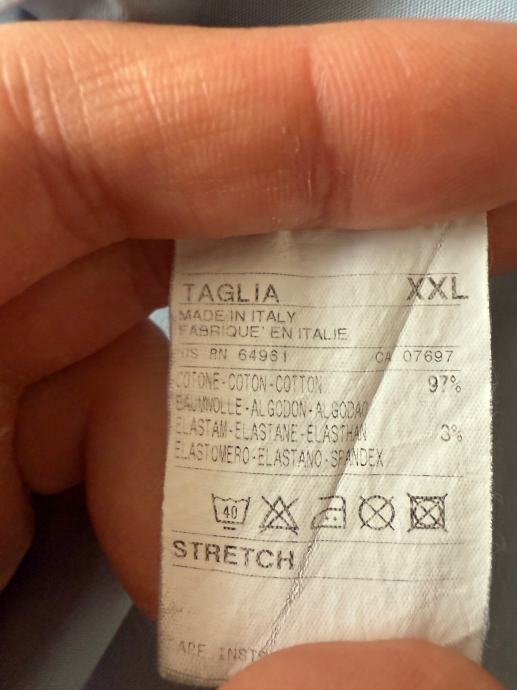 TAGLIA XXL
MADE IN ITALY
FABRIQUE' EN ITALIE
US RN 64961 CA 07697
COTONE-COTON-COTTON 97%
BAUMWOLLE-ALGODON-ALGODAO
ELASTAM-ELASTANE-ELASTHAN 3%
ELASTOMERO-ELASTANO-SPANDEX
40
STRETCH